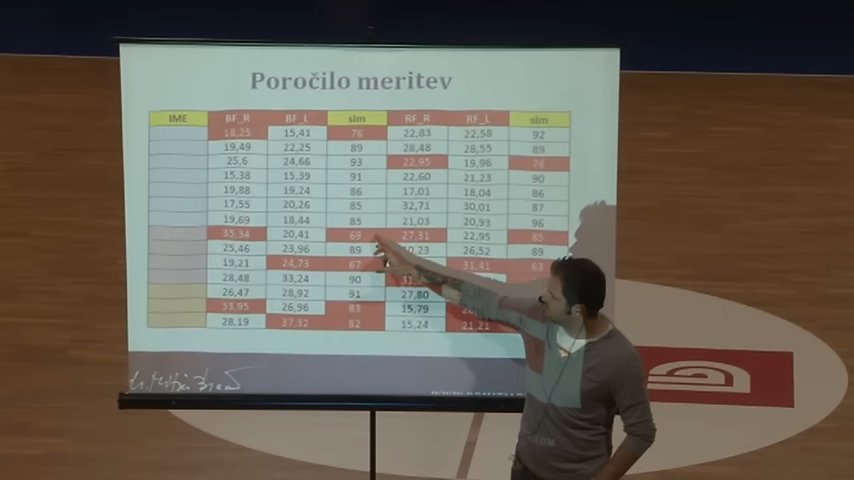 Poročilo meritev
IME BF_R BF_L sim RF_R RF_L sim
18,25 15,41 76 22,83 22,58 92
19,49 22,25 89 28,48 28,55 89
25,6 24,66 93 22,95 19,96 76
15,38 15,39 91 22,60 21,23 90
19,88 19,24 86 17,01 18,04 86
17,55 20,26 85 32,71 30,01 87
19,69 18,44 85 21,03 20,93 96
35,34 20,41 69 27,31 22,95 85
25,46 23,96 89 26,52 89
19,21 24,73 67 31,41 63
28,48 33,24 90
26,47 28,92 91 27,80
33,95 26,96 83 15,79
28,19 37,32 82 15,24 21,21